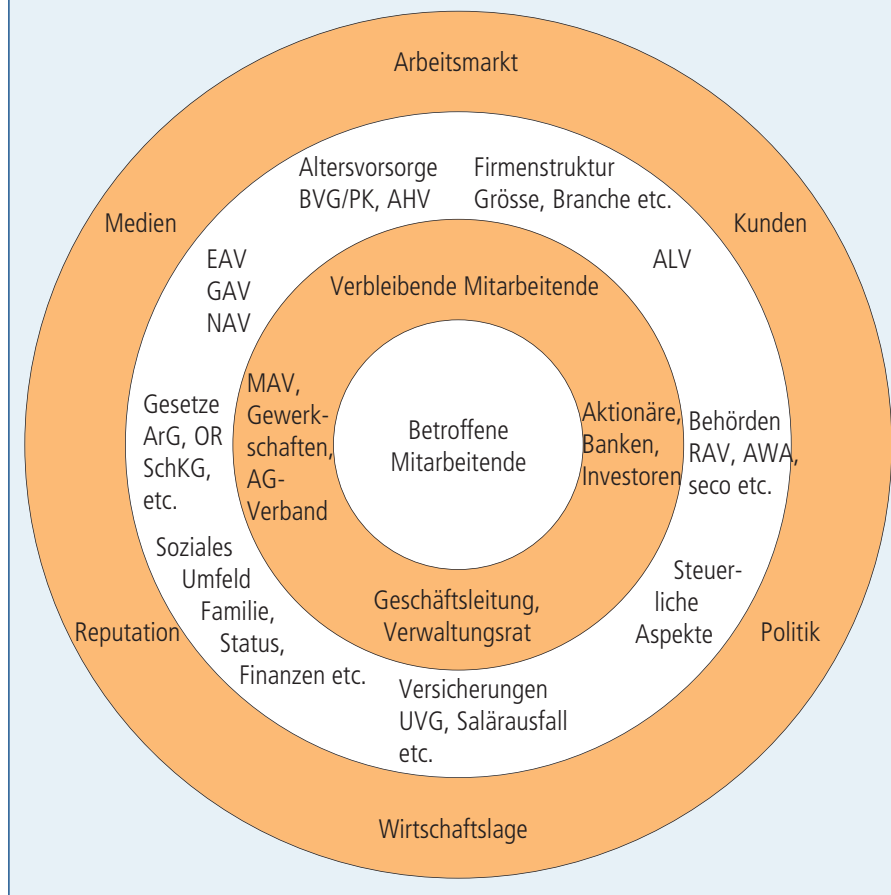 Arbeitsmarkt
Altersvorsorge
BVG/PK, AHV
Firmenstruktur
Grösse, Branche etc.
Medien
Kunden
EAV
GAV
NAV
ALV
Verbleibende Mitarbeitende
MAV,
Gewerk-
schaften,
AG-
Verband
Gesetze
ArG, OR
SchKG,
etc.
Betroffene
Mitarbeitende
Aktionäre,
Banken,
Investoren
Behörden
RAV, AWA,
seco etc.
Soziales
Umfeld
Familie,
Status,
Finanzen etc.
Geschäftsleitung,
Verwaltungsrat
Steuer-
liche
Aspekte
Reputation
Politik
Versicherungen
UVG, Salärausfall
etc.
Wirtschaftslage